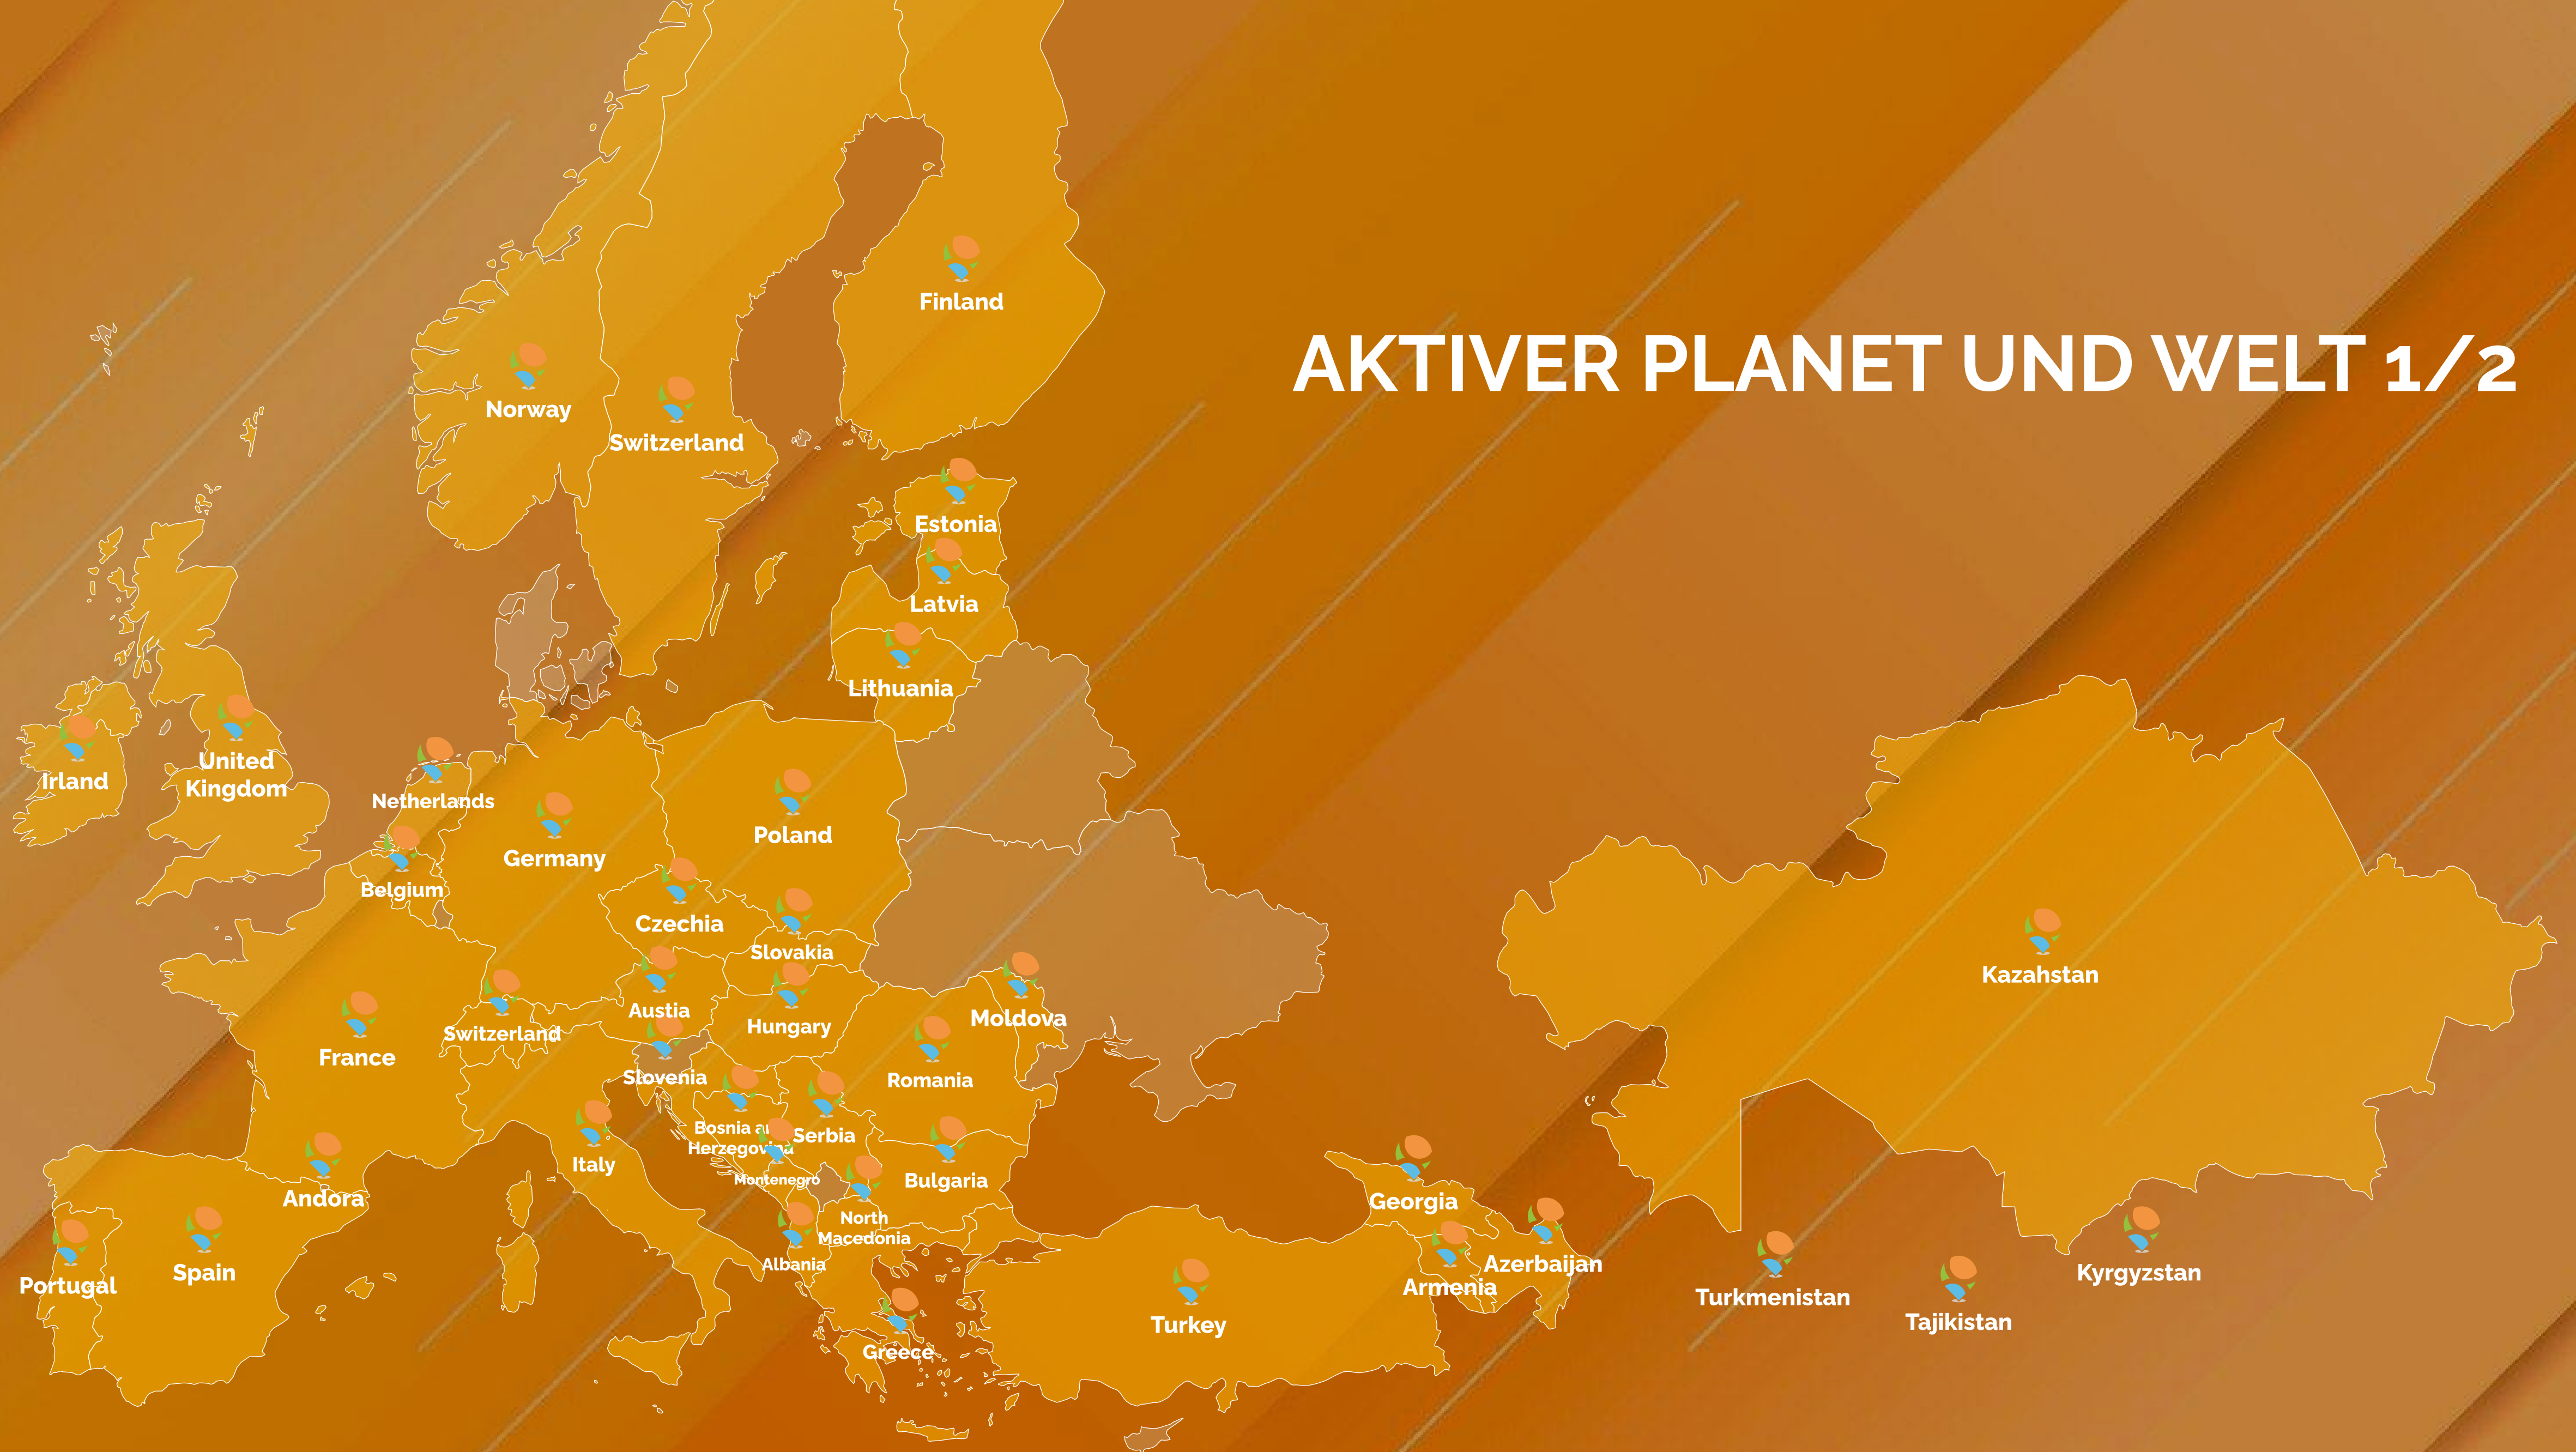 AKTIVER PLANET UND WELT 1/2
Finland
Norway
Switzerland
Estonia
Latvia
Lithuania
United
Kingdom
Irland
Netherlands
Poland
Germany
Belgium
Czechia
Slovakia
Austia
Hungary
Moldova
Switzerland
France
Slovenia
Romania
Kazahstan
Bosnia a
Herzegovina
Serbia
Italy
Montenegro
Bulgaria
Andora
North
Macedonia
Albania
Georgia
Azerbaijan
Armenia
Portugal
Spain
Turkey
Greece
Turkmenistan
Tajikistan
Kyrgyzstan